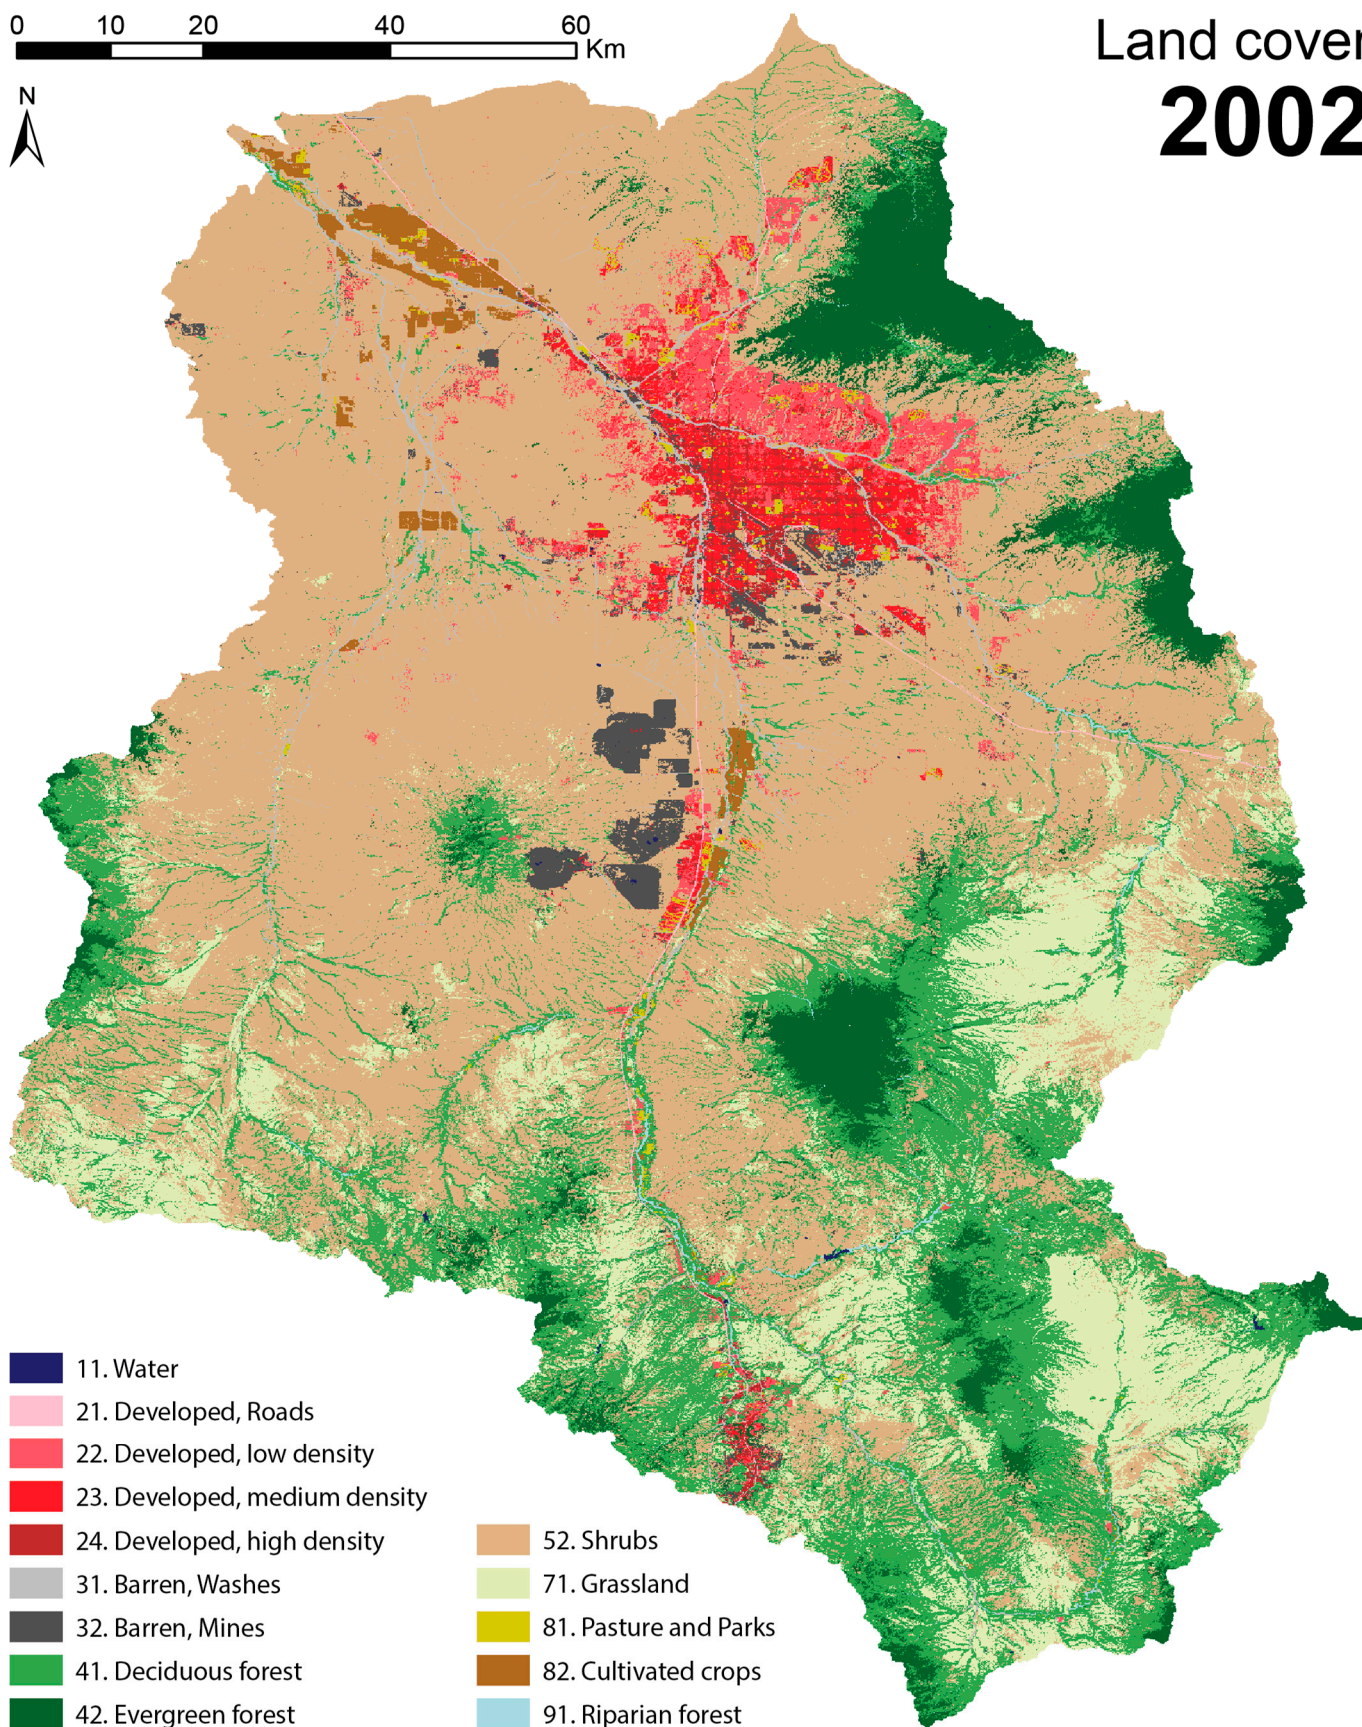 0 10 20 40 60
Km
Land cover
2002
N
11. Water
21. Developed, Roads
22. Developed, low density
23. Developed, medium density
24. Developed, high density
31. Barren, Washes
32. Barren, Mines
41. Deciduous forest
42. Evergreen forest
52. Shrubs
71. Grassland
81. Pasture and Parks
82. Cultivated crops
91. Riparian forest